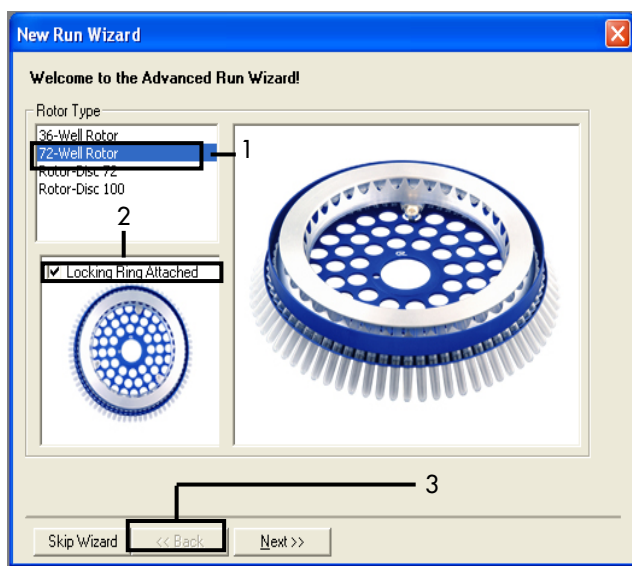 New Run Wizard
Welcome to the Advanced Run Wizard!
Rotor Type
36-Well Rotor
72-Well Rotor
Rotor-Disc 72
Rotor-Disc 100
1
2
Locking Ring Attached
3
Skip Wizard
<< Back
Next >>